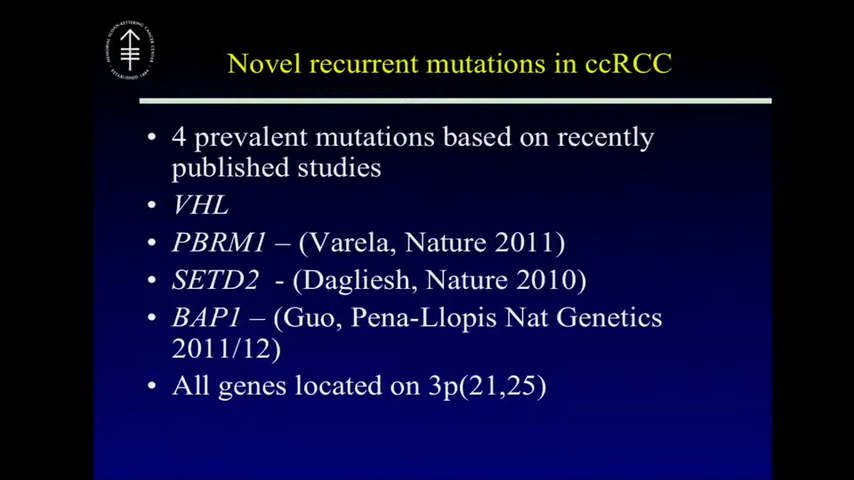 Novel recurrent mutations in ccRCC
• 4 prevalent mutations based on recently
published studies
• VHL
• PBRM1 – (Varela, Nature 2011)
• SETD2 - (Dagliesh, Nature 2010)
• BAP1 – (Guo, Pena-Llopis Nat Genetics
2011/12)
• All genes located on 3p(21,25)